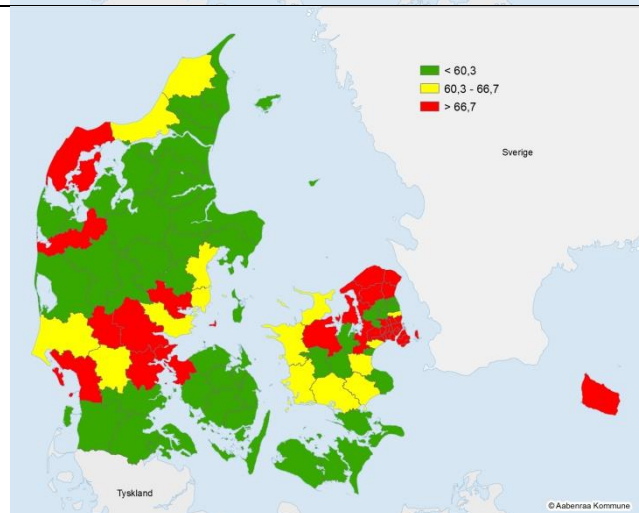 < 60,3
60,3 - 66,7
> 66,7
Sverige
Tyskland
© Aabenraa Kommune